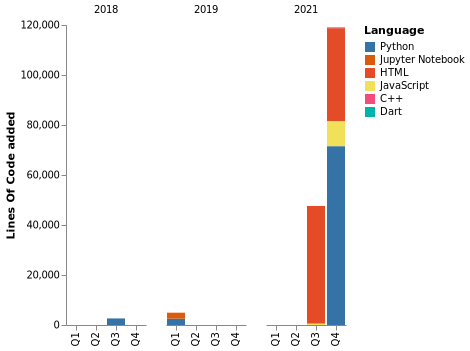 2018 2019 2021
Language
Python
Jupyter Notebook
HTML
JavaScript
C++
Dart
Lines Of Code added
120,000
100,000
80,000
60,000
40,000
20,000
0
Q1 Q2 Q3 Q4 Q1 Q2 Q3 Q4 Q1 Q2 Q3 Q4